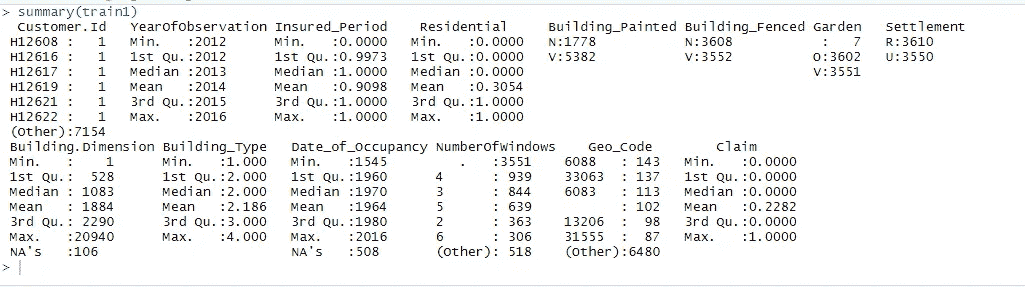 > summary(train1)
Customer.Id YearOfObservation Insured_Period Residential Building_Painted Building_Fenced Garden Settlement
H12608 : 1 Min. :2012 Min. :0.0000 Min. :0.0000 N:1778 N:3608 : 7 R:3610
H12616 : 1 1st Qu.:2012 1st Qu.:0.9973 1st Qu.:0.0000 V:5382 V:3552 O:3602 U:3550
H12617 : 1 Median :2013 Median :1.0000 Median :0.0000 V:3551
H12619 : 1 Mean :2014 Mean :0.9098 Mean :0.3054
H12621 : 1 3rd Qu.:2015 3rd Qu.:1.0000 3rd Qu.:1.0000
H12622 : 1 Max. :2016 Max. :1.0000 Max. :1.0000
(Other):7154
Building.Dimension Building_Type Date_of_Occupancy NumberOfWindows Geo_Code Claim
Min. : 1 Min. :1.000 Min. :1545 . :3551 6088 : 143 Min. :0.0000
1st Qu.: 528 1st Qu.:2.000 1st Qu.:1960 4 : 939 33063 : 137 1st Qu.:0.0000
Median : 1083 Median :2.000 Median :1970 3 : 844 6083 : 113 Median :0.0000
Mean : 1884 Mean :2.186 Mean :1964 5 : 639 : 102 Mean :0.2282
3rd Qu.: 2290 3rd Qu.:3.000 3rd Qu.:1980 2 : 363 13206 : 98 3rd Qu.:0.0000
Max. :20940 Max. :4.000 Max. :2016 6 : 306 31555 : 87 Max. :1.0000
NA's :106 NA's :508 (Other): 518 (Other):6480
>